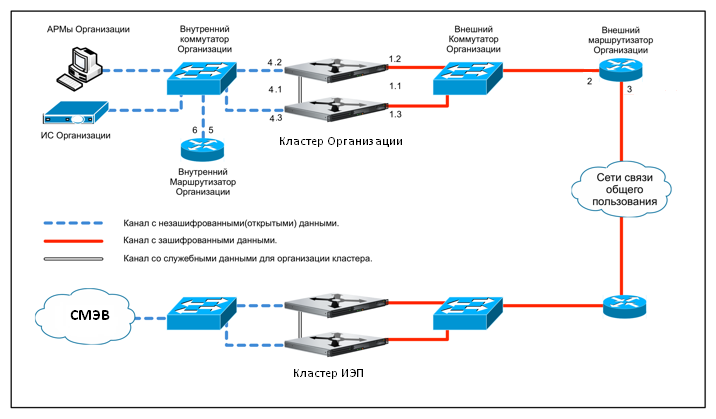 АРМы Организации
Внутренний
коммутатор
Организации
Внешний
Коммутатор
Организации
Внешний
маршрутизатор
Организации
4.2
1.2
4.1
1.1
4.3
1.3
2
3
ИС Организации
6
5
Кластер Организации
Внутренний
Маршрутизатор
Организации
Сети связи
общего
пользования
Канал с незашифрованными(открытыми) данными.
Канал с зашифрованными данными.
Канал со служебными данными для организации кластера.
СМЭВ
Кластер ИЭП